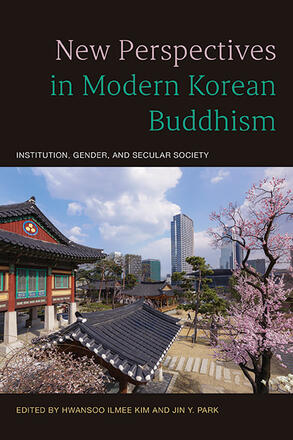 New Perspectives
in Modern Korean
Buddhism
INSTITUTION, GENDER, AND SECULAR SOCIETY
EDITED BY HWANSOO ILMEE KIM AND JIN Y. PARK